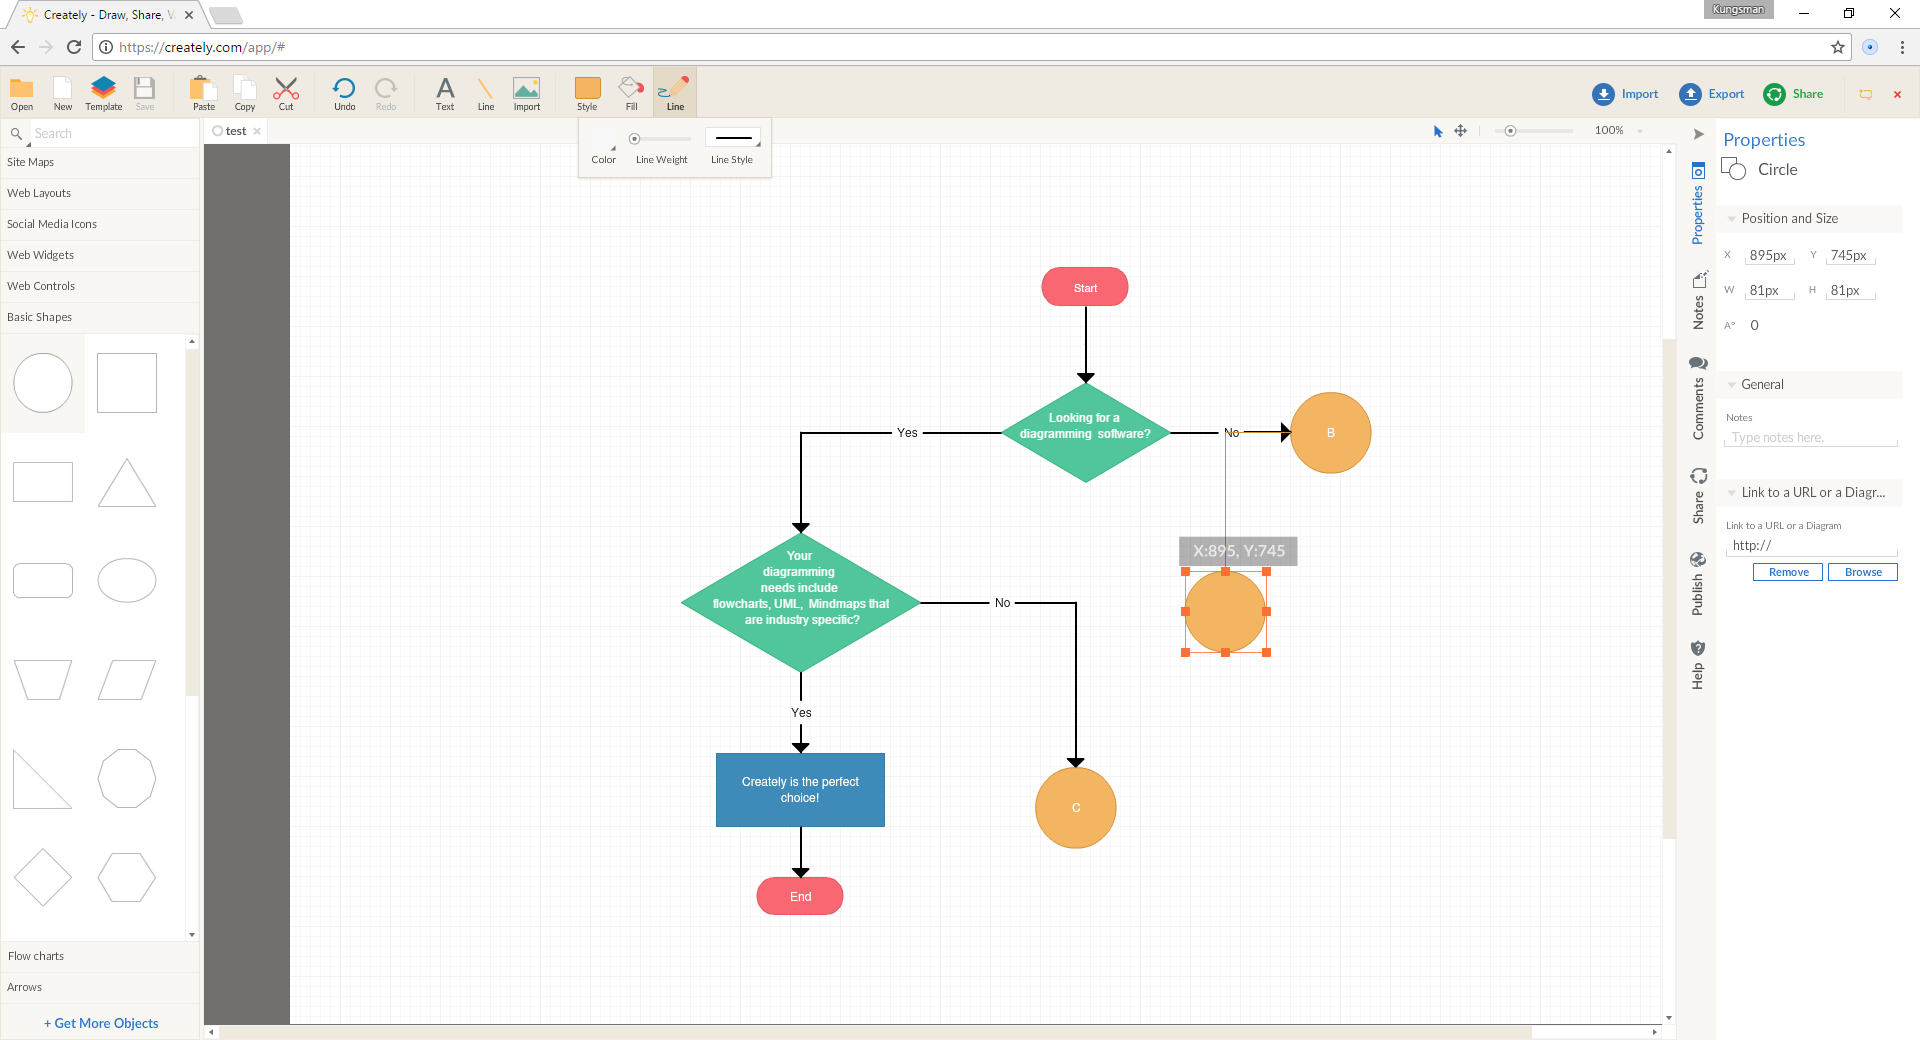 Creately - Draw, Share, V
Kungsman
https://creately.com/app/#
Open
New
Template
Save
Paste
Copy
Cut
Undo
Redo
Text
Line
Import
Style
Fill
Line
Import
Export
Share
Search
test
Color
Line Weight
Line Style
100%
Site Maps
Web Layouts
Social Media Icons
Web Widgets
Web Controls
Basic Shapes
Flow charts
Arrows
+ Get More Objects
Start
Looking for a
diagramming software?
Yes
No
B
Your
diagramming
needs include
flowcharts, UML, Mindmaps that
are industry specific?
No
X:895, Y:745
Yes
Creately is the perfect
choice!
C
End
Properties
Notes
Comments
Share
Publish
Help
Properties
Circle
Position and Size
X 895px Y 745px
W 81px H 81px
A° 0
General
Notes
Type notes here.
Link to a URL or a Diagr...
Link to a URL or a Diagram
http://
Remove
Browse